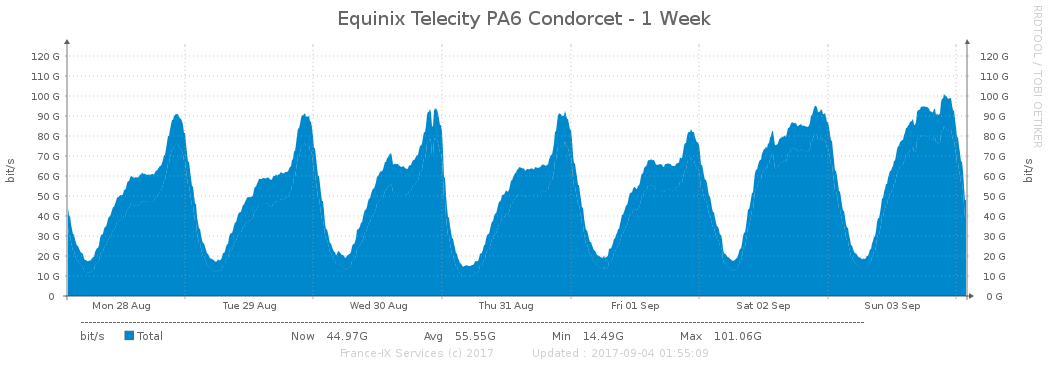 Equinix Telecity PA6 Condorcet - 1 Week
RRDTOOL / TOBI OETIKER
bit/s
120 G 120 G
110 G 110 G
100 G 100 G
90 G 90 G
80 G 80 G
70 G 70 G
60 G 60 G
50 G 50 G
40 G 40 G
30 G 30 G
20 G 20 G
10 G 10 G
0 0 G
bit/s
Mon 28 Aug Tue 29 Aug Wed 30 Aug Thu 31 Aug Fri 01 Sep Sat 02 Sep Sun 03 Sep
bit/s Total Now 44.97G Avg 55.55G Min 14.49G Max 101.06G
France-IX Services (c) 2017 Updated : 2017-09-04 01:55:09